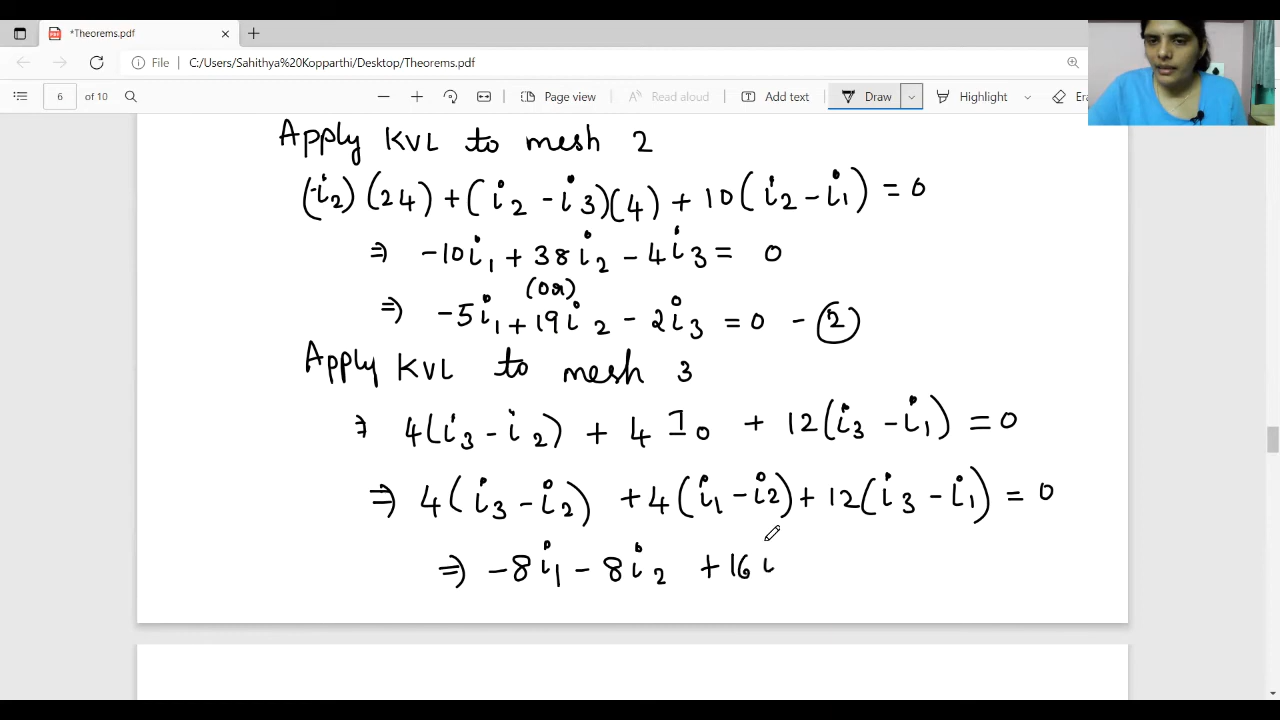 *Theorems.pdf
File C:/Users/Sahithya%20Kopparthi/Desktop/Theorems.pdf
6 of 10 Page view Read aloud Add text Draw Highlight Era
Apply KVL to mesh 2
(i2)(24) + (i2 - i3)(4) + 10(i2 - i1) = 0
⇒ -10i1 + 38i2 - 4i3 = 0
(or)
⇒ -5i1 + 19i2 - 2i3 = 0 - ②
Apply KVL to mesh 3
⇒ 4(i3 - i2) + 4I0 + 12(i3 - i1) = 0
⇒ 4(i3 - i2) + 4(i1 - i2) + 12(i3 - i1) = 0
⇒ -8i1 - 8i2 + 16i